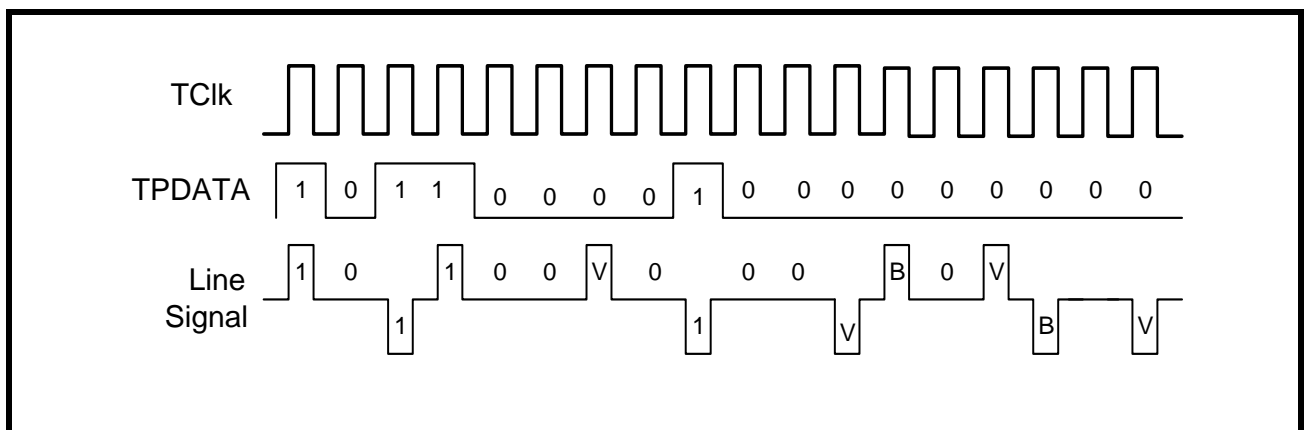 TClk
TPDATA
1 0 1 1 0 0 0 0 1 0 0 0 0 0 0 0 0 0
Line
Signal
1 0 1 0 0 V 0 0 0 B 0 V
1 1 V B V